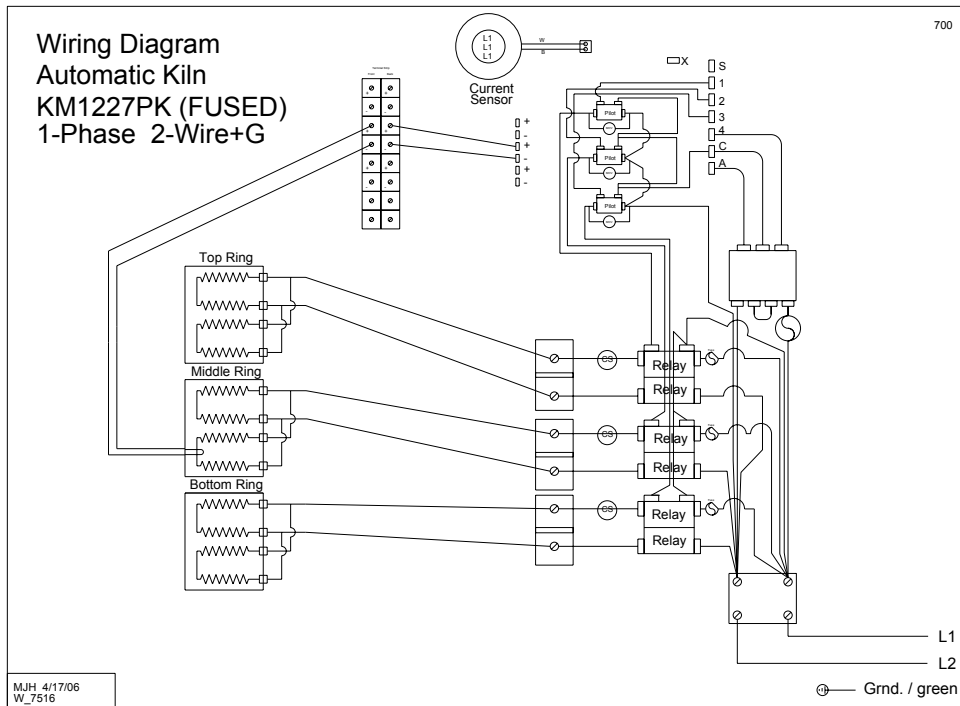 700
Wiring Diagram
Automatic Kiln
KM1227PK (FUSED)
1-Phase 2-Wire+G
L1
L1
L1
W
B
Current
Sensor
X
S
1
2
3
4
C
A
+
-
+
-
+
-
Pilot
Pilot
Pilot
Top Ring
Middle Ring
Bottom Ring
CS
Relay
Relay
CS
Relay
Relay
CS
Relay
Relay
L1
L2
Grnd. / green
MJH 4/17/06
W_7516